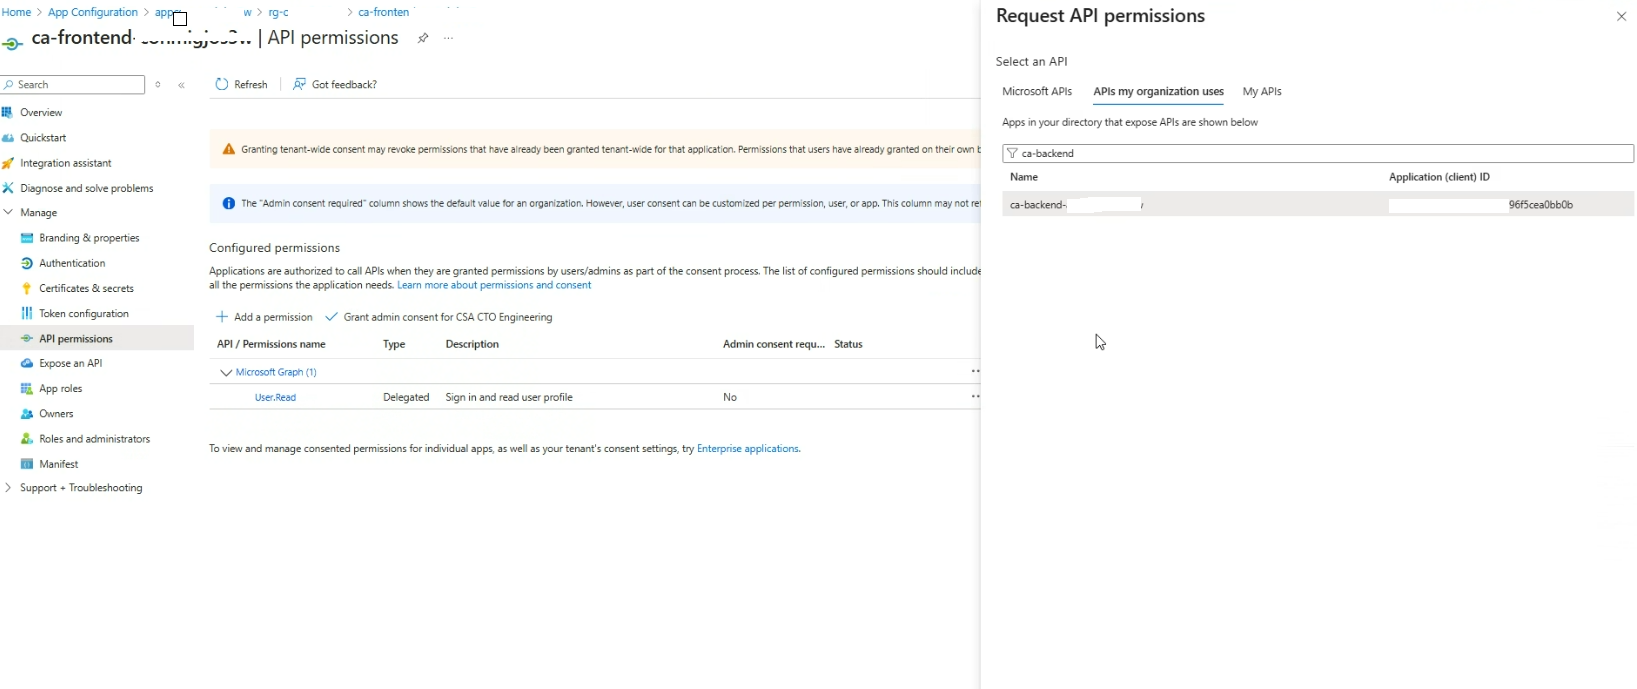 Home > App Configuration > appc w > rg-c > ca-fronten
ca-frontend- | API permissions
Search
Refresh
Got feedback?
Overview
Quickstart
Integration assistant
Diagnose and solve problems
Manage
Branding & properties
Authentication
Certificates & secrets
Token configuration
API permissions
Expose an API
App roles
Owners
Roles and administrators
Manifest
Support + Troubleshooting
Granting tenant-wide consent may revoke permissions that have already been granted tenant-wide for that application. Permissions that users have already granted on their own b
The "Admin consent required" column shows the default value for an organization. However, user consent can be customized per permission, user, or app. This column may not ref
Configured permissions
Applications are authorized to call APIs when they are granted permissions by users/admins as part of the consent process. The list of configured permissions should include
all the permissions the application needs. Learn more about permissions and consent
Add a permission
Grant admin consent for CSA CTO Engineering
API / Permissions name Type Description Admin consent requ... Status
Microsoft Graph (1)
User.Read Delegated Sign in and read user profile No
To view and manage consented permissions for individual apps, as well as your tenant's consent settings, try Enterprise applications.
Request API permissions
Select an API
Microsoft APIs APIs my organization uses My APIs
Apps in your directory that expose APIs are shown below
ca-backend
Name Application (client) ID
ca-backend- 96f5cea0bb0b